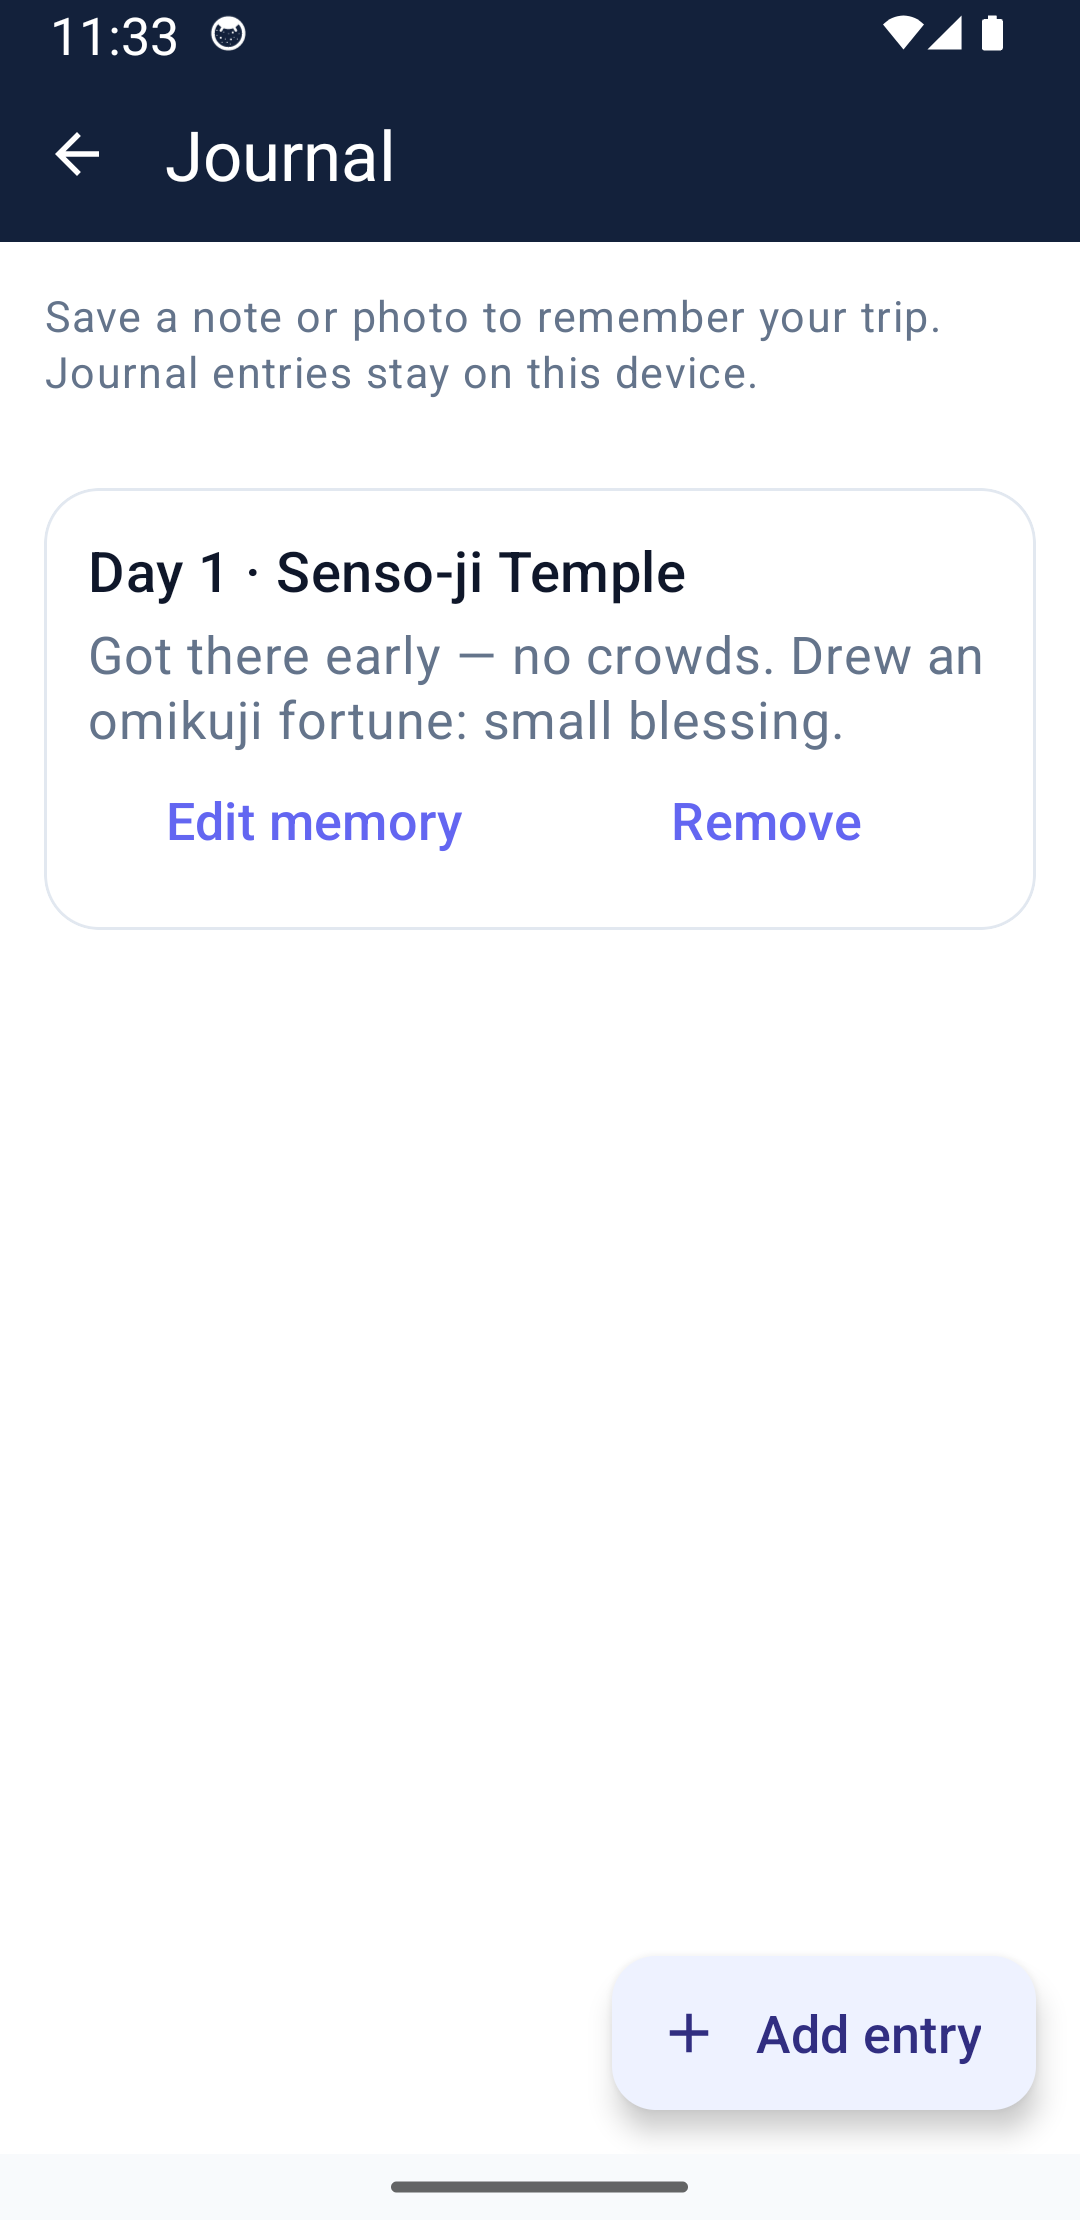 11:33
Journal
Save a note or photo to remember your trip.
Journal entries stay on this device.
Day 1 · Senso-ji Temple
Got there early — no crowds. Drew an
omikuji fortune: small blessing.
Edit memory
Remove
Add entry